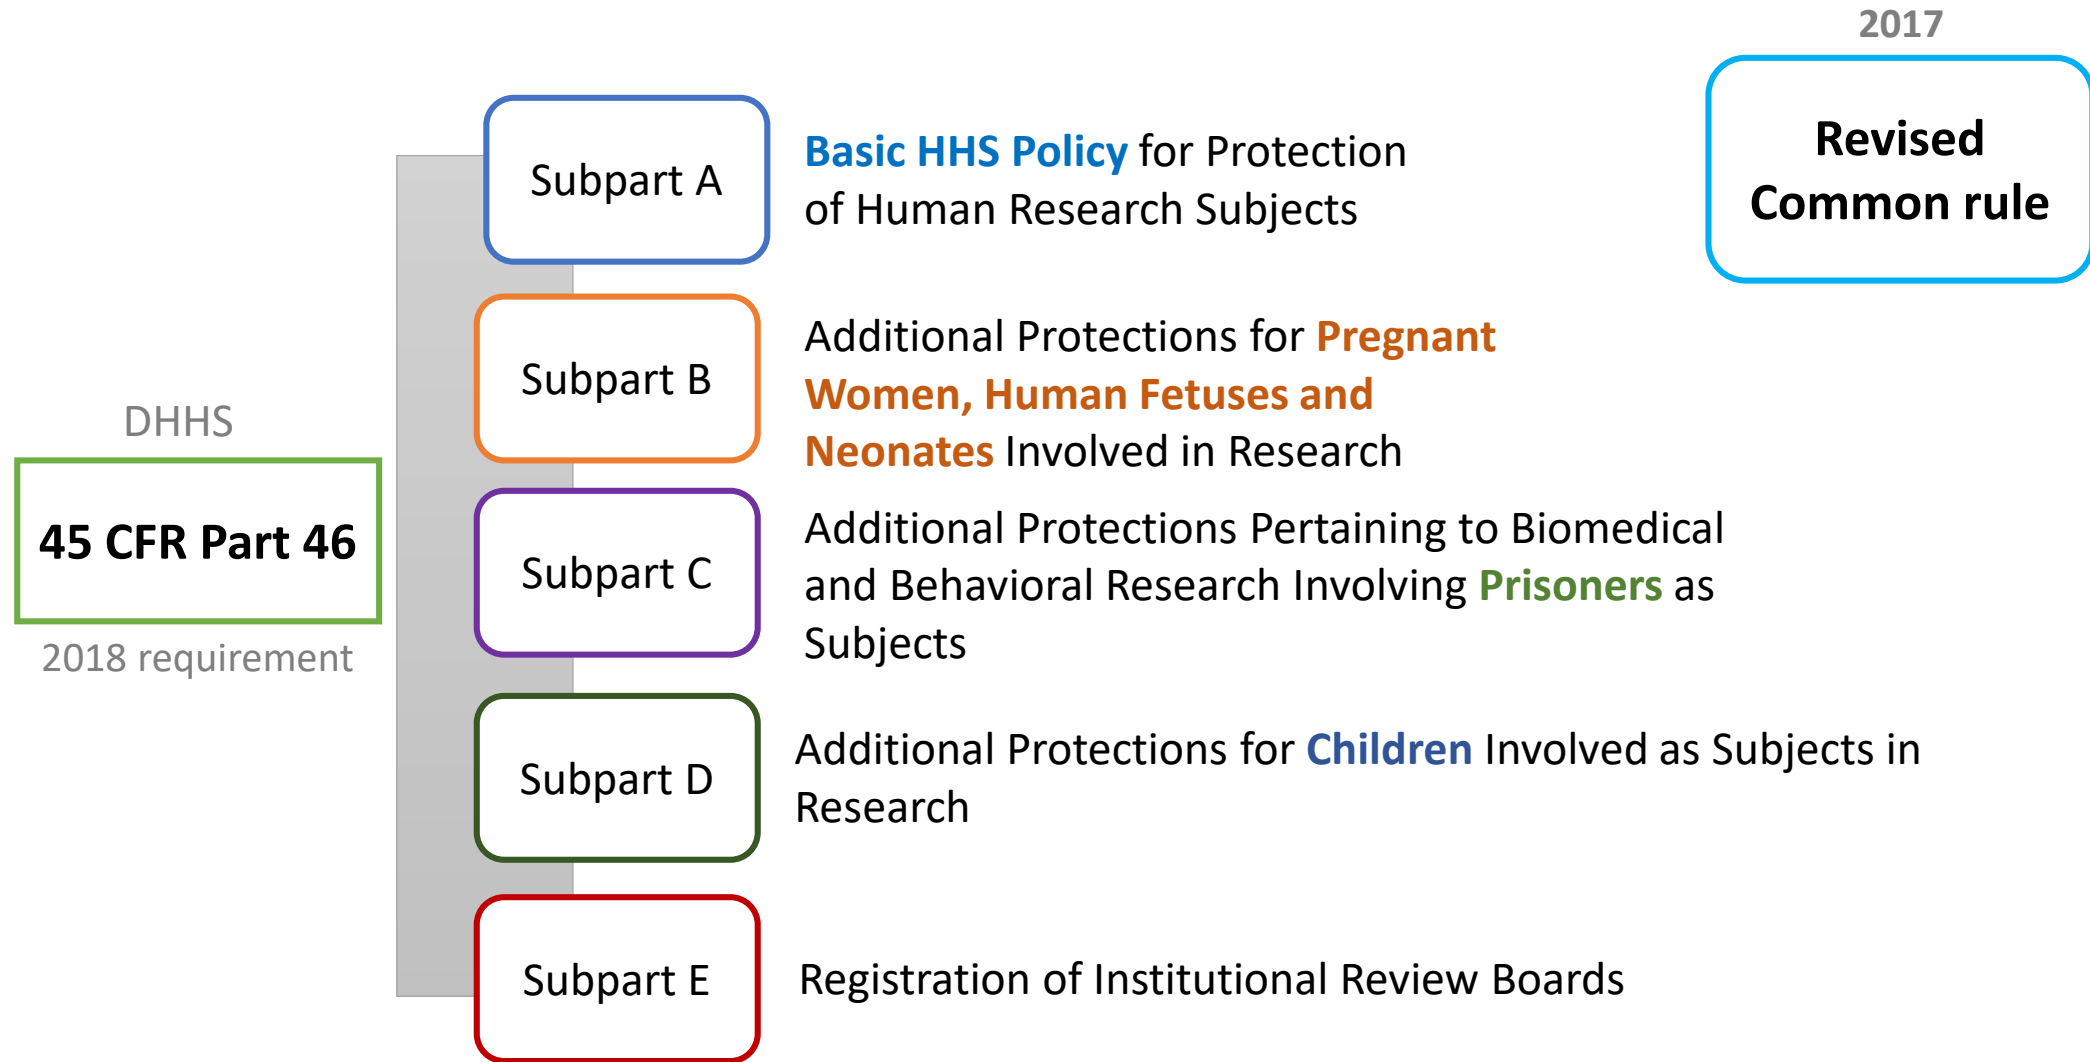 2017
Revised
Common rule
Subpart A
Basic HHS Policy for Protection
of Human Research Subjects
Subpart B
Additional Protections for Pregnant
Women, Human Fetuses and
Neonates Involved in Research
DHHS
45 CFR Part 46
2018 requirement
Subpart C
Additional Protections Pertaining to Biomedical
and Behavioral Research Involving Prisoners as
Subjects
Subpart D
Additional Protections for Children Involved as Subjects in
Research
Subpart E
Registration of Institutional Review Boards